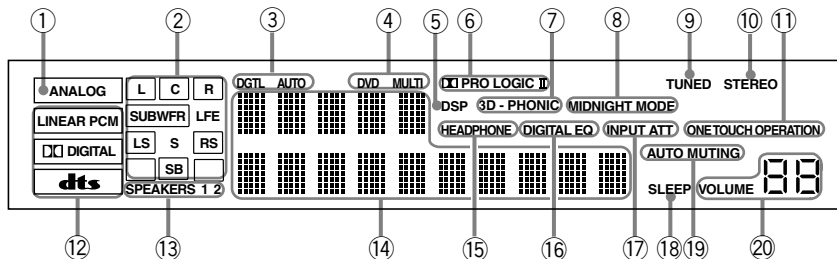 ① ② ③ ④ ⑤ ⑥ ⑦ ⑧ ⑨ ⑩ ⑪
ANALOG L C R DGTL AUTO DVD MULTI PRO LOGIC II TUNED STEREO
DSP 3D - PHONIC MIDNIGHT MODE
LINEAR PCM SUBWFR LFE HEADPHONE DIGITAL EQ INPUT ATT ONE TOUCH OPERATION
DIGITAL LS S RS AUTO MUTING
dts SB SPEAKERS 1 2 SLEEP VOLUME 88
⑫ ⑬ ⑭ ⑮ ⑯ ⑰ ⑱ ⑲ ⑳